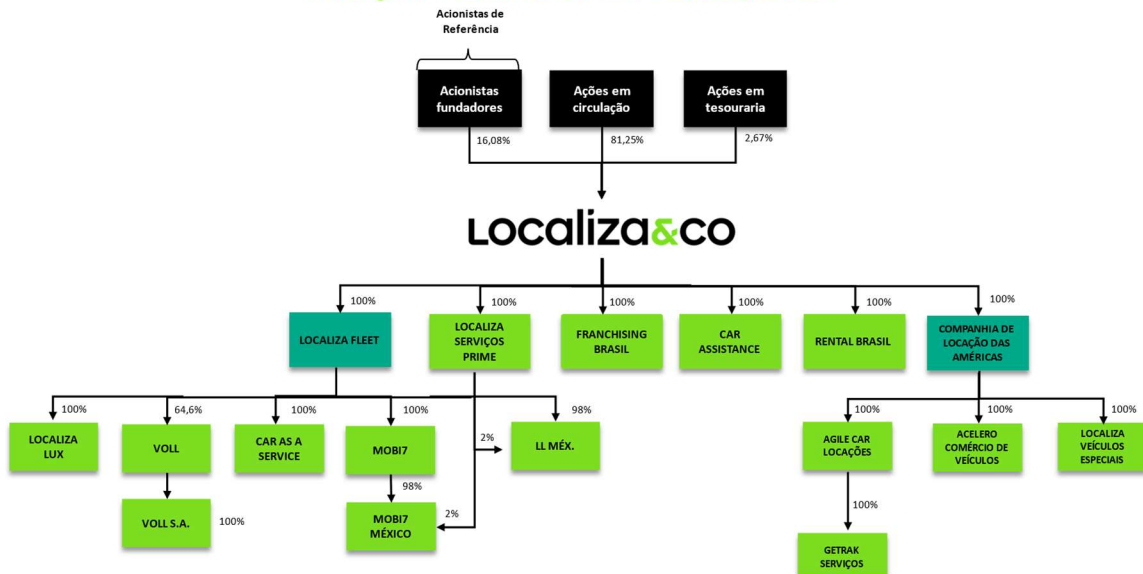 Acionistas de
Referência
Acionistas
fundadores
Ações em
circulação
Ações em
tesouraria
16,08%
81,25%
2,67%
Localiza&co
100%
100%
100%
100%
100%
100%
LOCALIZA FLEET
LOCALIZA
SERVIÇOS
PRIME
FRANCHISING
BRASIL
CAR
ASSISTANCE
RENTAL BRASIL
COMPANHIA DE
LOCAÇÃO DAS
AMÉRICAS
100%
64,6%
100%
100%
98%
100%
100%
100%
LOCALIZA
LUX
VOLL
CAR AS A
SERVICE
MOBI7
2%
LL MÉX.
AGILE CAR
LOCAÇÕES
ACELERO
COMÉRCIO DE
VEÍCULOS
LOCALIZA
VEÍCULOS
ESPECIAIS
98%
100%
VOLL S.A.
100%
MOBI7
MÉXICO
2%
GETRAK
SERVIÇOS